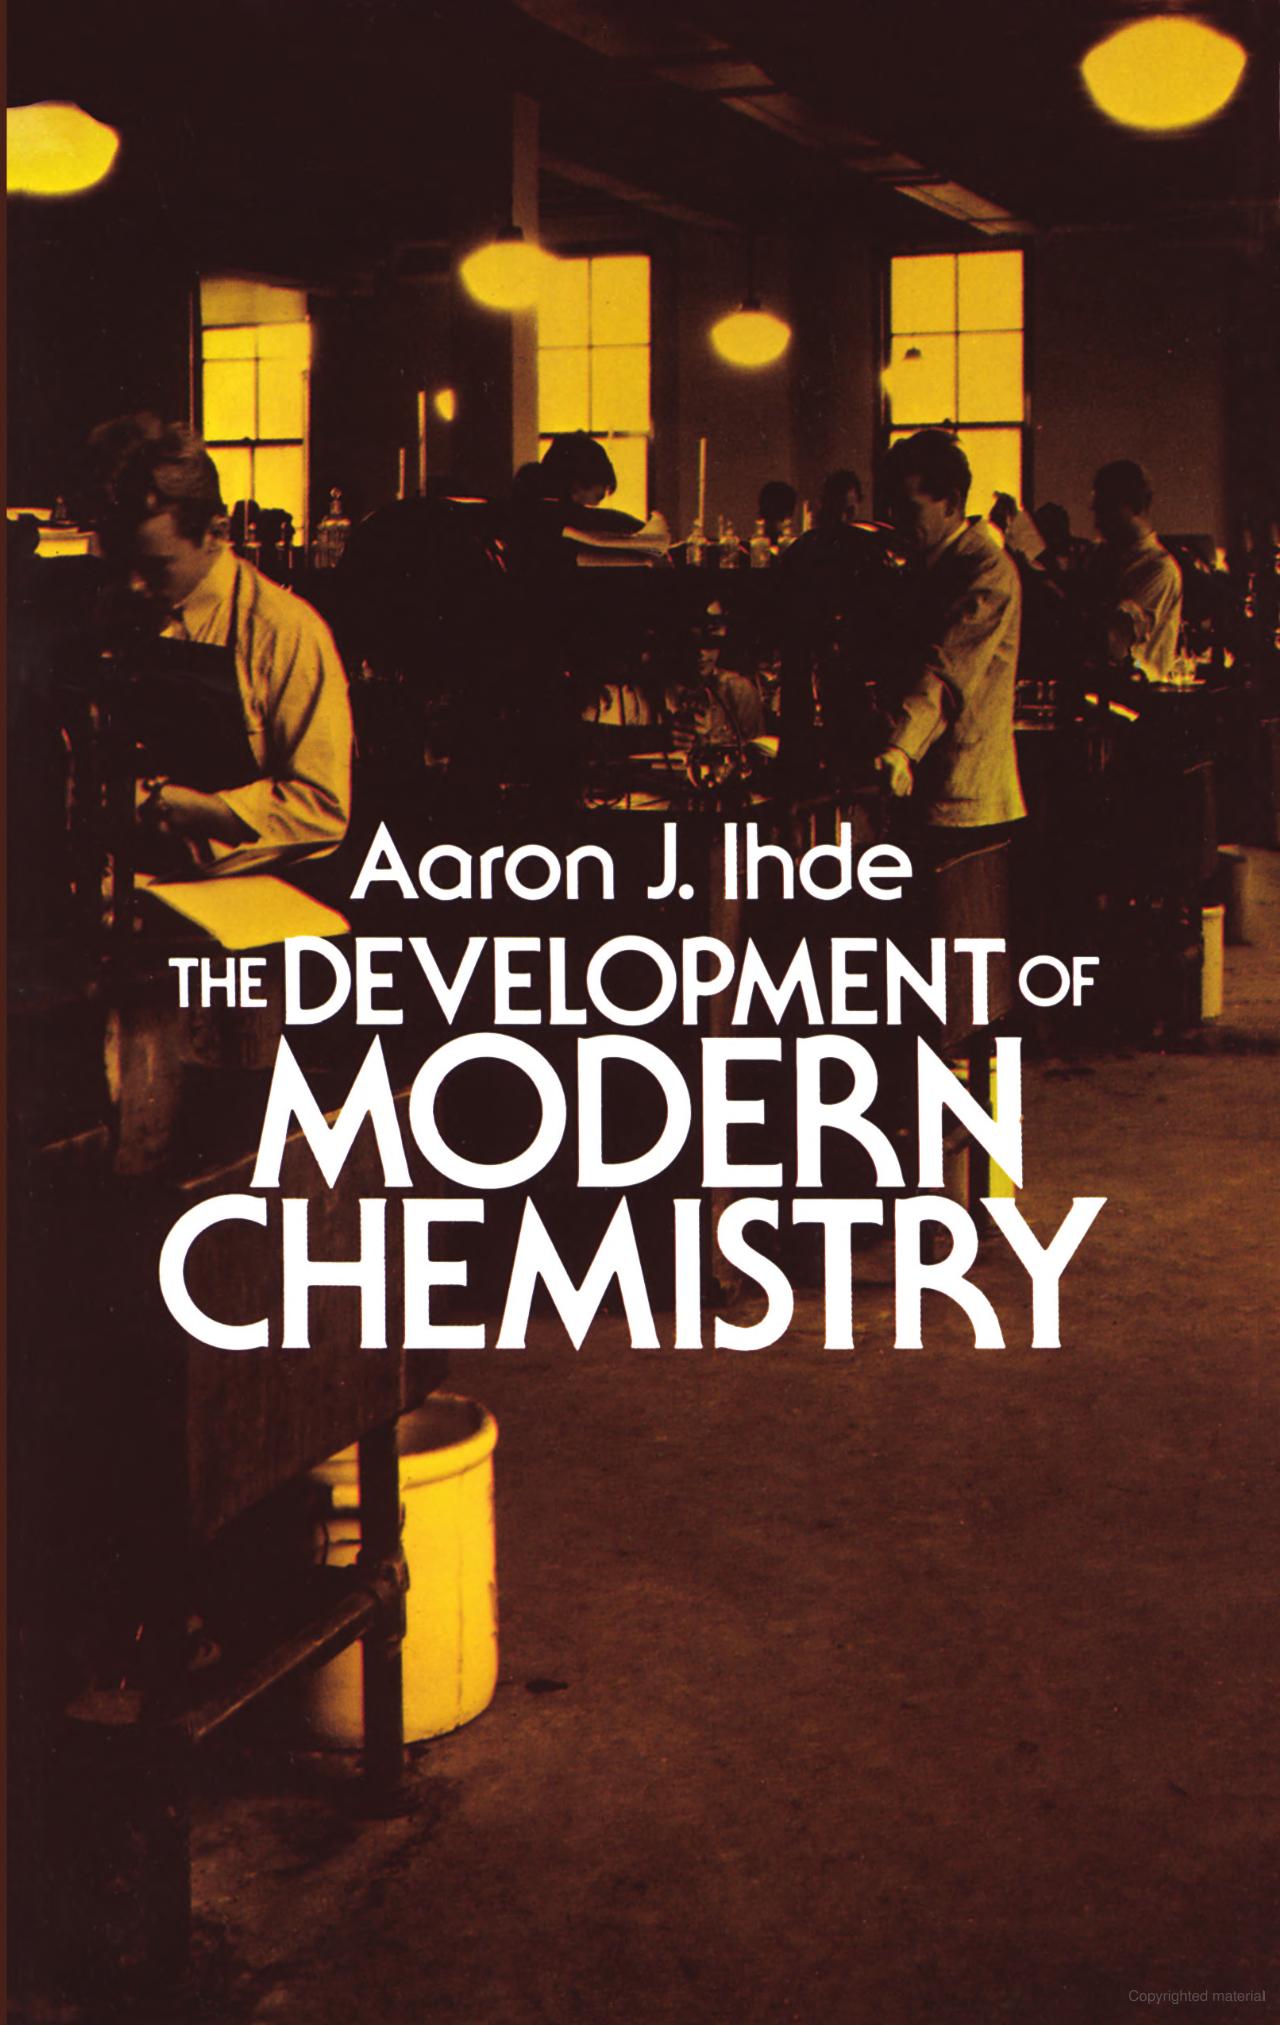 Aaron J. Ihde
THE DEVELOPMENT OF
MODERN
CHEMISTRY
Copyrighted material